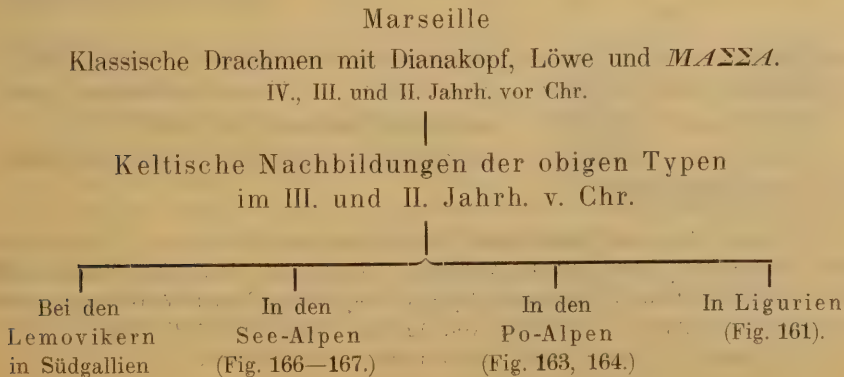 Marseille
Klassische Drachmen mit Dianakopf, Löwe und ΜΑΣΣΑ.
IV., III. und II. Jahrh. vor Chr.
Keltische Nachbildungen der obigen Typen
im III. und II. Jahrh. v. Chr.
Bei den
Lemovikern
in Südgallien
In den
See-Alpen
(Fig. 166—167.)
In den
Po-Alpen
(Fig. 163, 164.)
In Ligurien
(Fig. 161).